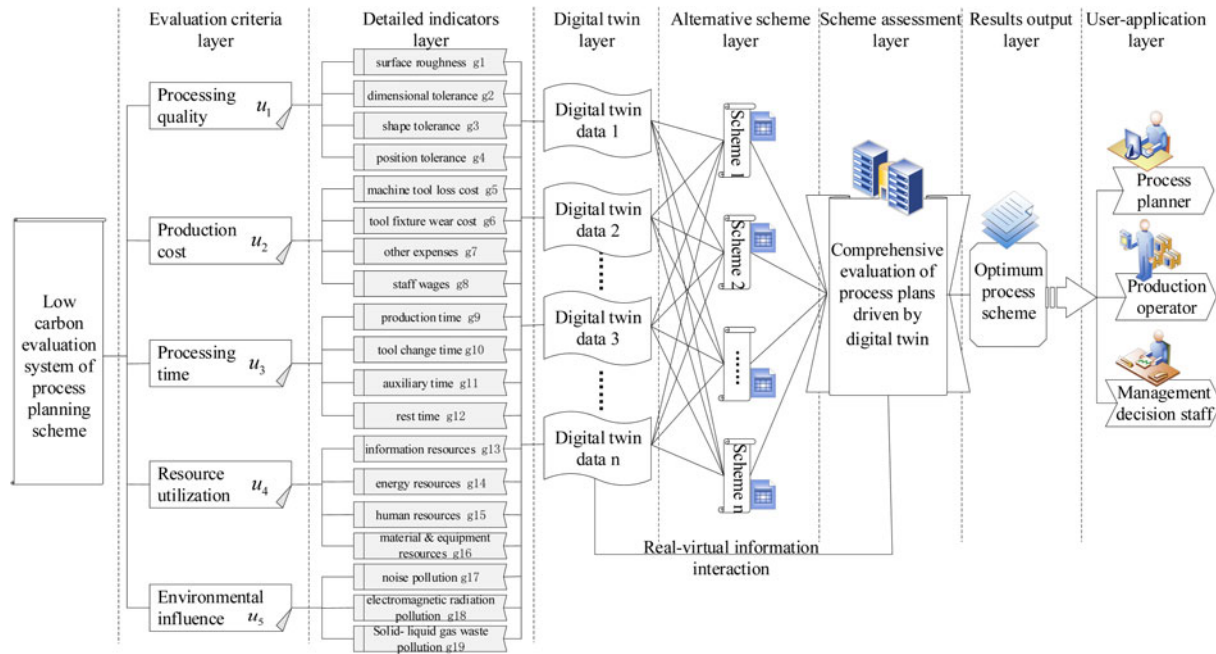 Evaluation criteria
layer
Detailed indicators
layer
Digital twin
layer
Alternative scheme
layer
Scheme assessment
layer
Results output
layer
User-application
layer
Low
carbon
evaluation
system of
process
planning
scheme
Processing
quality u1
Production
cost u2
Processing
time u3
Resource
utilization u4
Environmental
influence u5
surface roughness g1
dimensional tolerance g2
shape tolerance g3
position tolerance g4
machine tool loss cost g5
tool fixture wear cost g6
other expenses g7
staff wages g8
production time g9
tool change time g10
auxiliary time g11
rest time g12
information resources g13
energy resources g14
human resources g15
material & equipment
resources g16
noise pollution g17
electromagnetic radiation
pollution g18
Solid- liquid gas waste
pollution g19
Digital twin
data 1
Digital twin
data 2
Digital twin
data 3
Digital twin
data n
Scheme 1
Scheme 2
Scheme n
Real-virtual information
interaction
Comprehensive
evaluation of
process plans
driven by
digital twin
Optimum
process
scheme
Process
planner
Production
operator
Management
decision staff